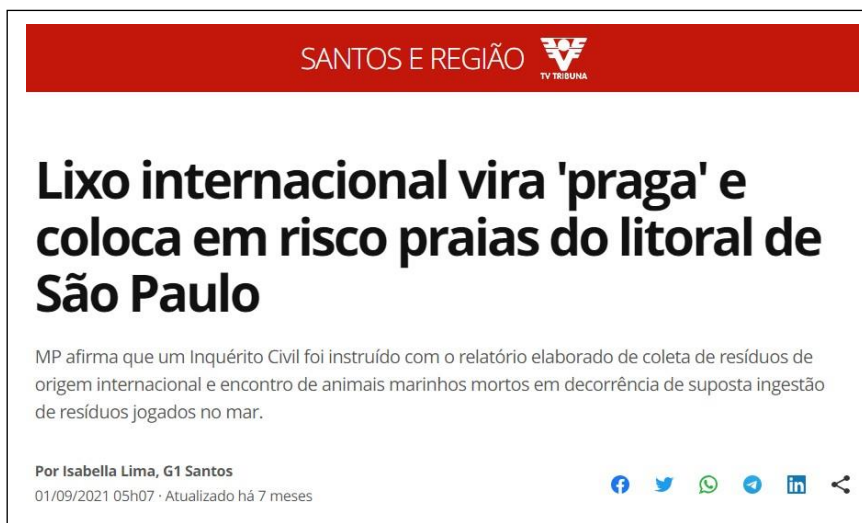 SANTOS E REGIÃO TV TRIBUNA
Lixo internacional vira 'praga' e
coloca em risco praias do litoral de
São Paulo
MP afirma que um Inquérito Civil foi instruído com o relatório elaborado de coleta de resíduos de
origem internacional e encontro de animais marinhos mortos em decorrência de suposta ingestão
de resíduos jogados no mar.
Por Isabella Lima, G1 Santos
01/09/2021 05h07 · Atualizado há 7 meses